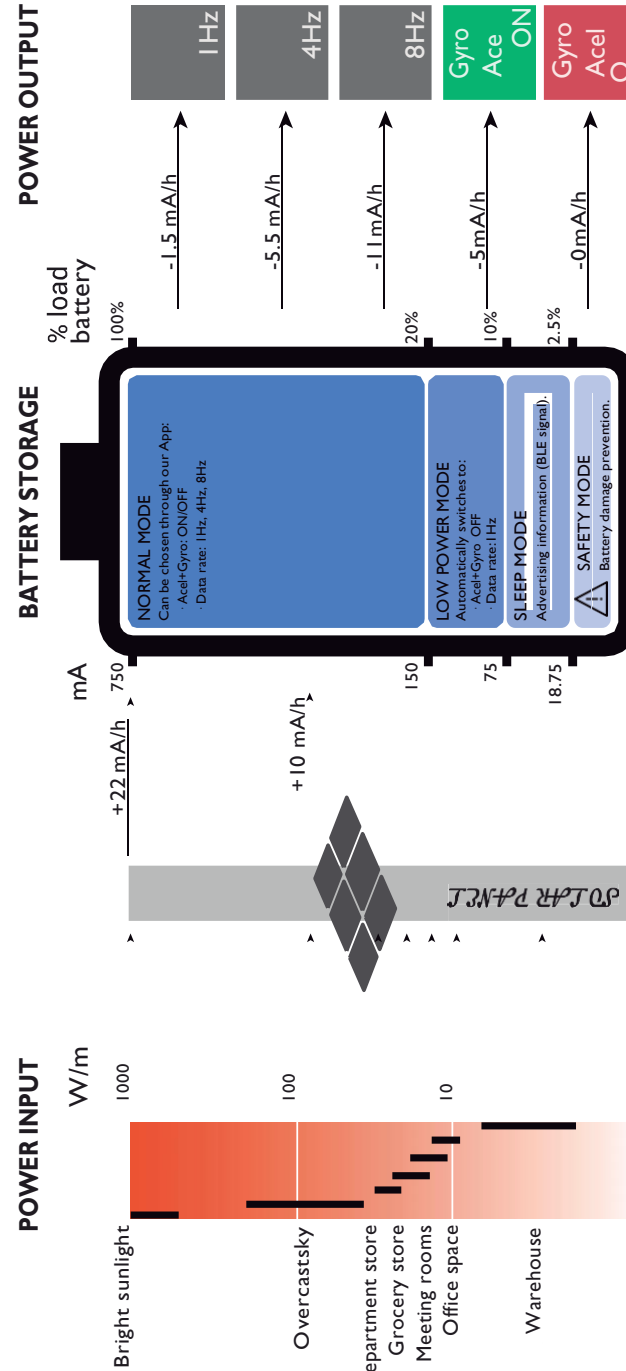 POWER INPUT
W/m
1000
100
10
Bright sunlight
Overcastsky
epartment store
Grocery store
Meeting rooms
Office space
Warehouse
SOLAR PANEL
+22 mA/h
+10 mA/h
BATTERY STORAGE
mA
750
150
75
18.75
NORMAL MODE
Can be chosen through our App:
· Acel+Gyro: ON/OFF
· Data rate: 1Hz, 4Hz, 8Hz
LOW POWER MODE
Automatically switches to:
· Acel+Gyro OFF
· Data rate:1Hz
SLEEP MODE
Advertising information (BLE signal).
SAFETY MODE
Battery damage prevention.
% load
battery
100%
20%
10%
2.5%
POWER OUTPUT
-1.5 mA/h
-5.5 mA/h
-11mA/h
-5mA/h
-0mA/h
1Hz
4Hz
8Hz
Gyro
Ace
ON
Gyro
Acel
O